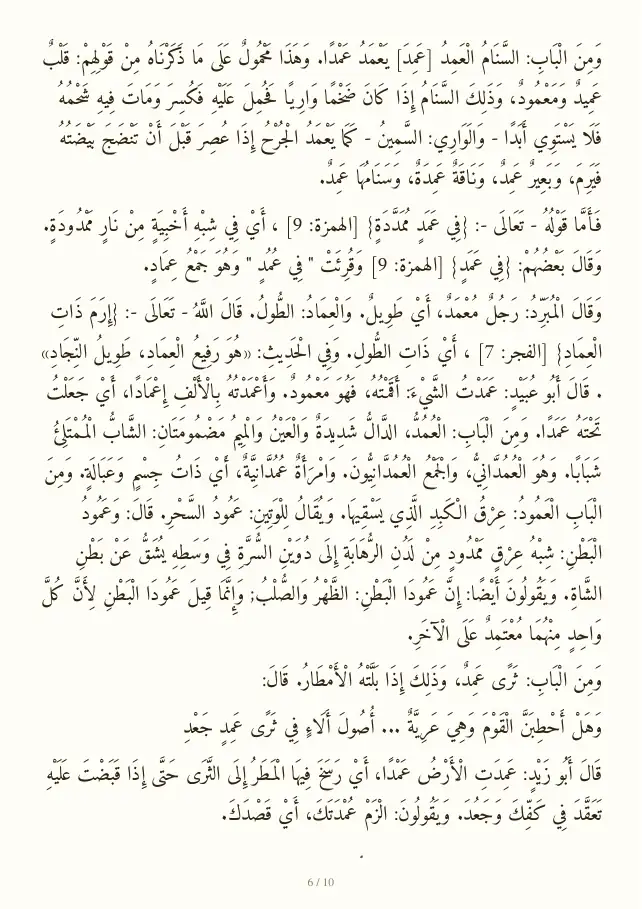 وَمِنَ الْبَابِ: السَّنَامُ الْعَمِدُ [عَمِدَ] يَعْمَدُ عَمْدًا. وَهَذَا مَحْمُولٌ عَلَى مَا ذَكَرْنَاهُ مِنْ قَوْلِهِمْ: قَلْبٌ
عَمِيدٌ وَمَعْمُودٌ، وَذَلِكَ السَّنَامُ إِذَا كَانَ ضَخْمًا وَارِيًا فَحُمِلَ عَلَيْهِ فَكُسِرَ وَمَاتَ فِيهِ شَحْمُهُ
فَلَا يَسْتَوِي أَبَدًا - وَالْوَارِي: السَّمِينُ - كَمَا يَعْمَدُ الْجُرْحُ إِذَا عُصِرَ قَبْلَ أَنْ تَنْضَجَ بَيْضَتُهُ
فَيَرِمَ، وَبَعِيرٌ عَمِدٌ، وَنَاقَةٌ عَمِدَةٌ، وَسَنَامُهَا عَمِدٌ.
فَأَمَّا قَوْلُهُ - تَعَالَى -: {فِي عَمَدٍ مُمَدَّدَةٍ} [الهمزة: 9] ، أَيْ فِي شِبْهِ أَخْبِيَةٍ مِنْ نَارٍ مَمْدُودَةٍ.
وَقَالَ بَعْضُهُمْ: {فِي عَمَدٍ} [الهمزة: 9] وَقُرِئَتْ " فِي عُمُدٍ " وَهُوَ جَمْعُ عِمَادٍ.
وَقَالَ الْمُبَرِّدُ: رَجُلٌ مُعْمَدٌ، أَيْ طَوِيلٌ. وَالْعِمَادُ: الطُّولُ. قَالَ اللَّهُ - تَعَالَى -: {إِرَمَ ذَاتِ
الْعِمَادِ} [الفجر: 7] ، أَيْ ذَاتِ الطُّولِ. وَفِي الْحَدِيثِ: «هُوَ رَفِيعُ الْعِمَادِ، طَوِيلُ النِّجَادِ»
. قَالَ أَبُو عُبَيْدٍ: عَمَدْتُ الشَّيْءَ: أَقَمْتُهُ، فَهُوَ مَعْمُودٌ. وَأَعْمَدْتُهُ بِالْأَلْفِ إِعْمَادًا، أَيْ جَعَلْتُ
تَحْتَهُ عَمَدًا. وَمِنَ الْبَابِ: الْعُمُدُّ، الدَّالُّ شَدِيدَةٌ وَالْعَيْنُ وَالْمِيمُ مَضْمُومَتَانِ: الشَّابُّ الْمُمْتَلِئُ
شَبَابًا. وَهُوَ الْعُمُدَّانِيُّ، وَالْجَمْعُ الْعُمُدَّانِيُّونَ. وَامْرَأَةٌ عُمُدَّانِيَّةٌ، أَيْ ذَاتُ جِسْمٍ وَعَبَالَةٍ. وَمِنَ
الْبَابِ الْعَمُودُ: عِرْقُ الْكَبِدِ الَّذِي يَسْقِيهَا. وَيُقَالُ لِلْوَتِينِ: عَمُودُ السَّحْرِ. قَالَ: وَعَمُودُ
الْبَطْنِ: شِبْهُ عِرْقٍ مَمْدُودٍ مِنْ لَدُنِ الرُّهَابَةِ إِلَى دُوَيْنِ السُّرَّةِ فِي وَسَطِهِ يُشَقُّ عَنْ بَطْنِ
الشَّاةِ. وَيَقُولُونَ أَيْضًا: إِنَّ عَمُودَا الْبَطْنِ: الظَّهْرُ وَالصُّلْبُ; وَإِنَّمَا قِيلَ عَمُودَا الْبَطْنِ لِأَنَّ كُلَّ
وَاحِدٍ مِنْهُمَا مُعْتَمِدٌ عَلَى الْآخَرِ.
وَمِنَ الْبَابِ: ثَرًى عَمِدٌ، وَذَلِكَ إِذَا بَلَّتْهُ الْأَمْطَارُ. قَالَ:
وَهَلْ أَحْطِبَنَّ الْقَوْمَ وَهِيَ عَرِيَّةٌ ... أُصُولَ أَلَاءٍ فِي ثَرًى عَمِدٍ جَعْدِ
قَالَ أَبُو زَيْدٍ: عَمِدَتِ الْأَرْضُ عَمْدًا، أَيْ رَسَخَ فِيهَا الْمَطَرُ إِلَى الثَّرَى حَتَّى إِذَا قَبَضْتَ عَلَيْهِ
تَعَقَّدَ فِي كَفِّكَ وَجَعُدَ. وَيَقُولُونَ: الْزَمْ عُمْدَتَكَ، أَيْ قَصْدَكَ.
6 / 10